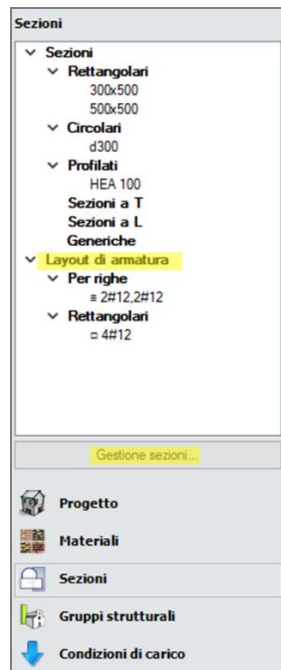 Sezioni
Sezioni
Rettangolari
300x500
500x500
Circolari
d300
Profilati
HEA 100
Sezioni a T
Sezioni a L
Generiche
Layout di armatura
Per righe
2#12,2#12
Rettangolari
4#12
Gestione sezioni...
Progetto
Materiali
Sezioni
Gruppi strutturali
Condizioni di carico